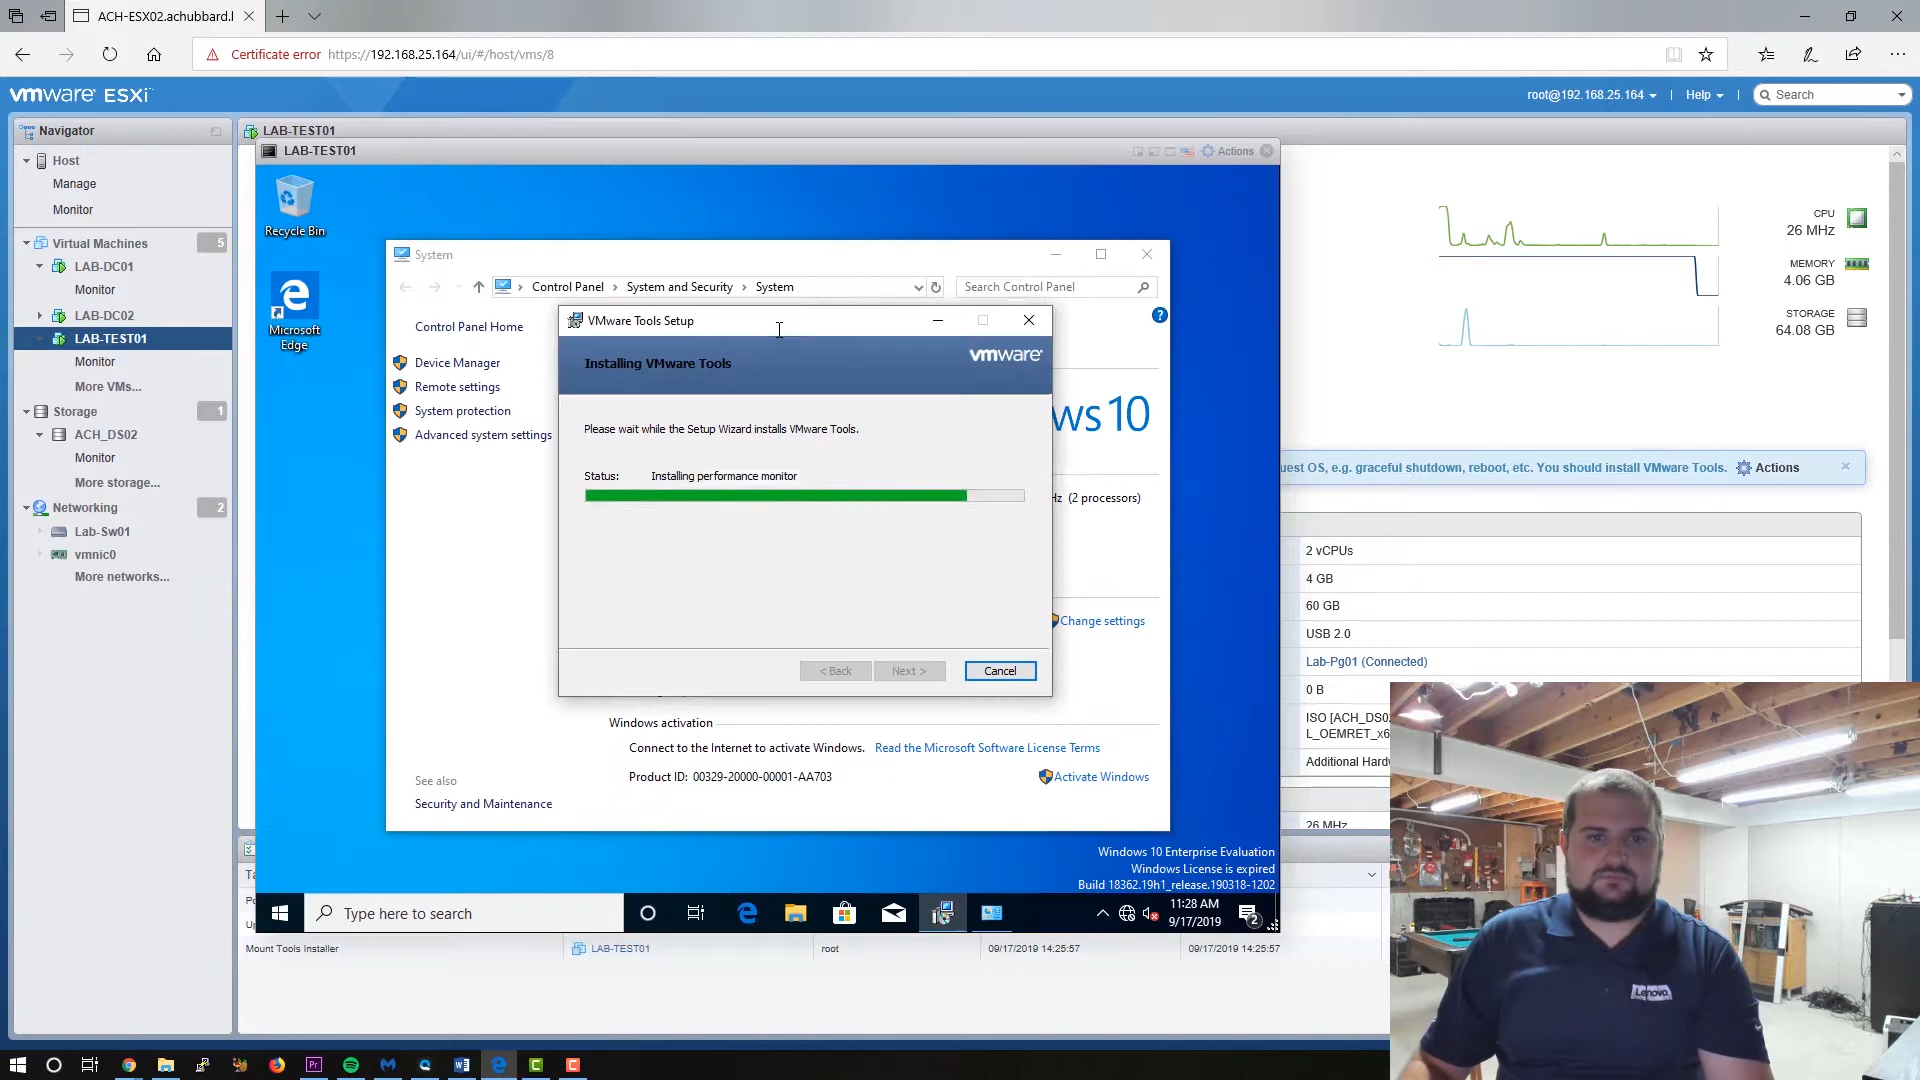 ACH-ESX02.achubbard.l
Certificate error https://192.168.25.164/ui/#/host/vms/8
vmware ESXi
root@192.168.25.164 | Help | Search
Navigator
Host
Manage
Monitor
Virtual Machines 5
LAB-DC01
Monitor
LAB-DC02
LAB-TEST01
Monitor
More VMs...
Storage 1
ACH_DS02
Monitor
More storage...
Networking 2
Lab-Sw01
vmnic0
More networks...
LAB-TEST01
LAB-TEST01
Actions
Recycle Bin
Microsoft
Edge
System
Control Panel › System and Security › System
Search Control Panel
Control Panel Home
Device Manager
Remote settings
System protection
Advanced system settings
See also
Security and Maintenance
ws 10
Hz (2 processors)
Change settings
VMware Tools Setup
Installing VMware Tools
vmware
Please wait while the Setup Wizard installs VMware Tools.
Status: Installing performance monitor
< Back
Next >
Cancel
Windows activation
Connect to the Internet to activate Windows. Read the Microsoft Software License Terms
Product ID: 00329-20000-00001-AA703
Activate Windows
Windows 10 Enterprise Evaluation
Windows License is expired
Build 18362.19h1_release.190318-1202
Type here to search
11:28 AM
9/17/2019
2
CPU
26 MHz
MEMORY
4.06 GB
STORAGE
64.08 GB
uest OS, e.g. graceful shutdown, reboot, etc. You should install VMware Tools. Actions
2 vCPUs
4 GB
60 GB
USB 2.0
Lab-Pg01 (Connected)
0 B
ISO [ACH_DS02
L_OEMRET_x6
Additional Hardw
26 MHz
Mount Tools Installer LAB-TEST01 root 09/17/2019 14:25:57 09/17/2019 14:25:57
Lenovo